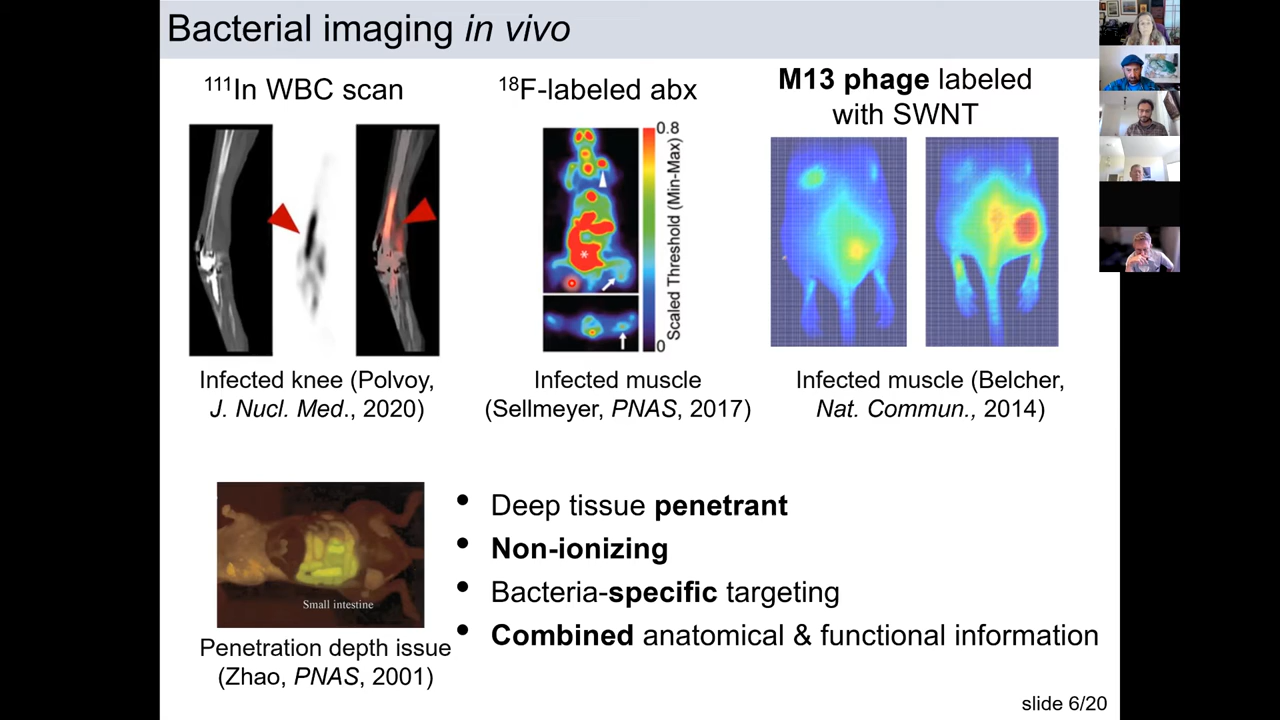 Bacterial imaging in vivo
¹¹¹In WBC scan
¹⁸F-labeled abx
M13 phage labeled
with SWNT
0.8
Scaled Threshold (Min-Max)
0
*
Infected knee (Polvoy,
J. Nucl. Med., 2020)
Infected muscle
(Sellmeyer, PNAS, 2017)
Infected muscle (Belcher,
Nat. Commun., 2014)
Small intestine
Penetration depth issue
(Zhao, PNAS, 2001)
• Deep tissue penetrant
• Non-ionizing
• Bacteria-specific targeting
• Combined anatomical & functional information
slide 6/20